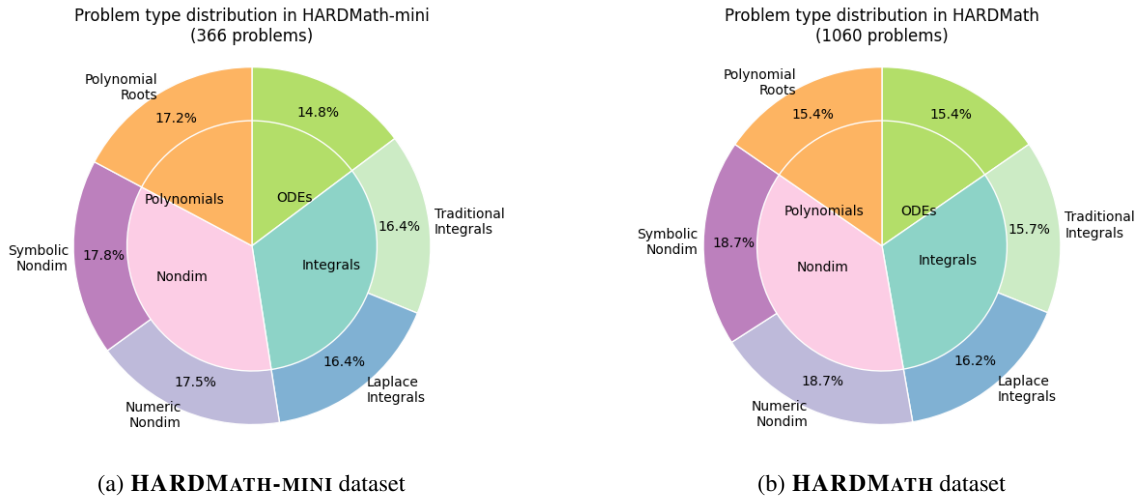 Problem type distribution in HARDMath-mini
(366 problems)
Polynomial
Roots
17.2%
14.8%
Polynomials
ODEs
Traditional
Integrals
16.4%
Symbolic
Nondim
17.8%
Nondim
Integrals
17.5%
16.4%
Numeric
Nondim
Laplace
Integrals
(a) HARDMATH-MINI dataset
Problem type distribution in HARDMath
(1060 problems)
Polynomial
Roots
15.4%
15.4%
Polynomials
ODEs
Traditional
Integrals
15.7%
Symbolic
Nondim
18.7%
Nondim
Integrals
18.7%
16.2%
Numeric
Nondim
Laplace
Integrals
(b) HARDMATH dataset